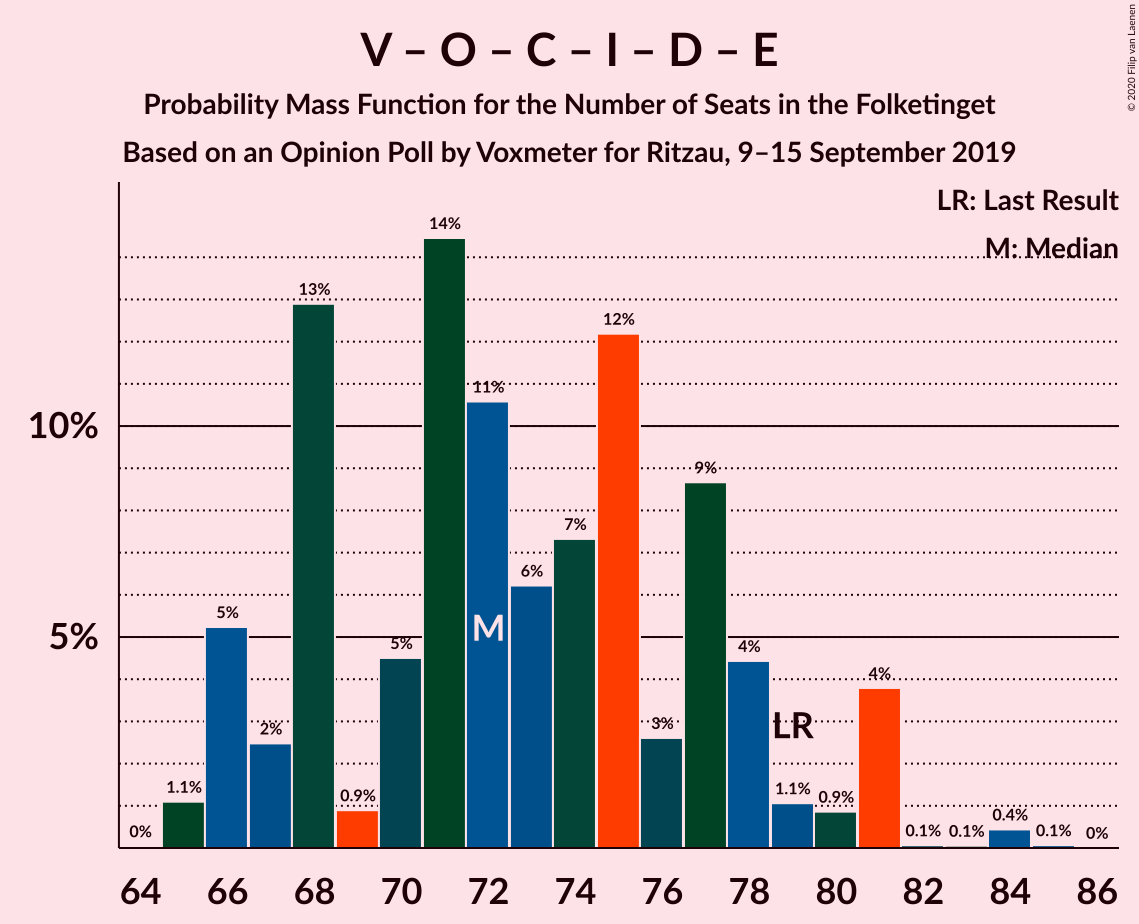 V – O – C – I – D – E
Probability Mass Function for the Number of Seats in the Folketinget
Based on an Opinion Poll by Voxmeter for Ritzau, 9–15 September 2019
© 2020 Filip van Laenen
LR: Last Result
M: Median
10%
5%
0%
1.1%
5%
2%
13%
0.9%
5%
14%
11%
6%
7%
12%
3%
9%
4%
1.1%
0.9%
4%
0.1%
0.1%
0.4%
0.1%
0%
M
LR
64 66 68 70 72 74 76 78 80 82 84 86